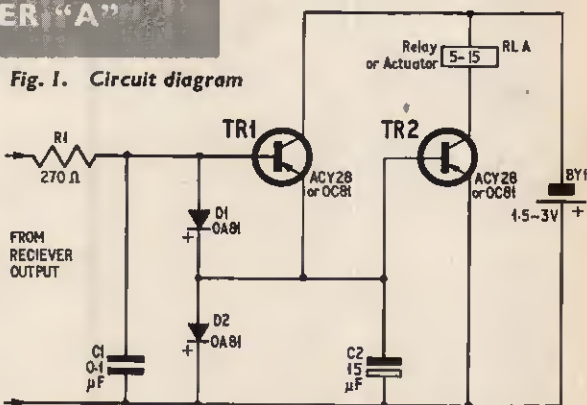 ER "A"
Fig. 1. Circuit diagram
Relay
or Actuator
5-15
RLA
R1
270 Ω
TR1
ACY28
or OC81
TR2
ACY28
or OC81
BY1
1·5-3V
+
FROM
RECIEVER
OUTPUT
D1
OA81
+
D2
OA81
+
C1
0·1
μF
C2
15
μF